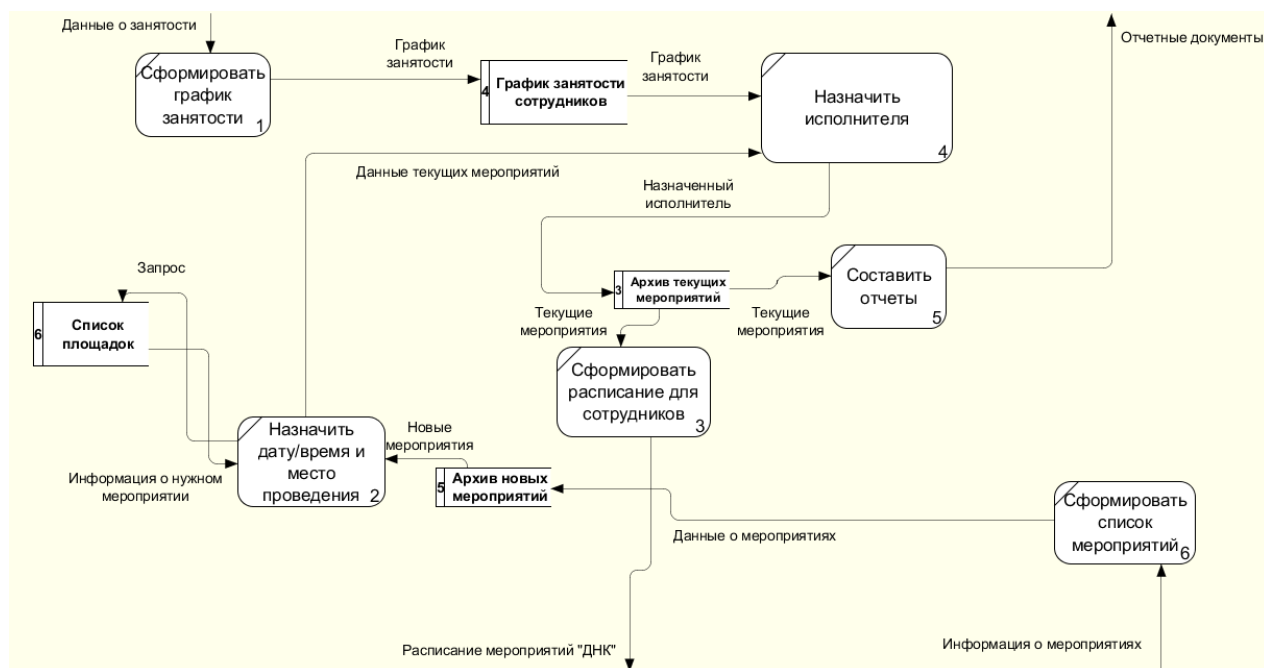 Данные о занятости
Отчетные документы
График
занятости
График
занятости
Сформировать
график
занятости
1
4
График занятости
сотрудников
Назначить
исполнителя
4
Данные текущих мероприятий
Назначенный
исполнитель
Запрос
3
Архив текущих
мероприятий
Составить
отчеты
5
Текущие
мероприятия
Текущие
мероприятия
6
Список
площадок
Сформировать
расписание для
сотрудников
3
Назначить
дату/время и
место
проведения
2
Новые
мероприятия
Информация о нужном
мероприятии
5
Архив новых
мероприятий
Сформировать
список
мероприятий
6
Данные о мероприятиях
Расписание мероприятий "ДНК"
Информация о мероприятиях